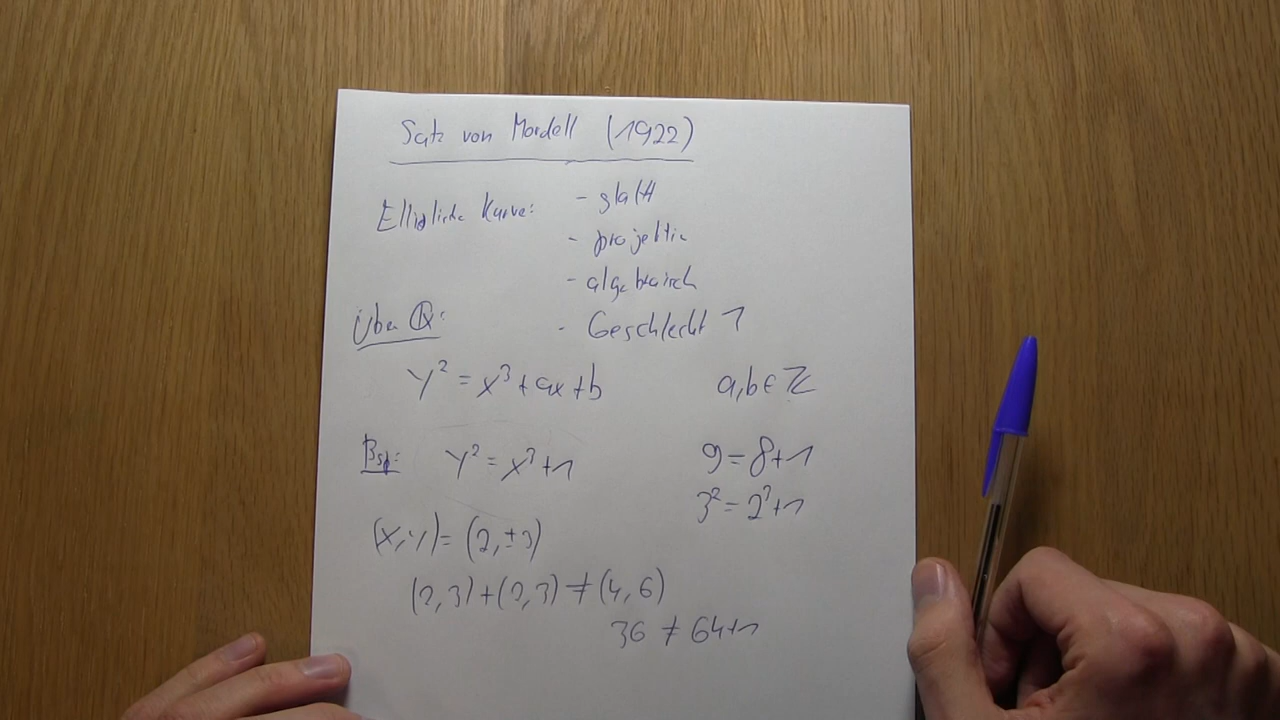 Satz von Mordell (1922)
Elliptische Kurve: - glatt
- projektiv
- algebraisch
- Geschlecht 1
Über ℚ:
y² = x³ + ax + b a,b ∈ ℤ
Bsp: y² = x³ + 1 9 = 8 + 1
3² = 2³ + 1
(x, y) = (2, ±3)
(2, 3) + (2, 3) ≠ (4, 6)
36 ≠ 64 + 1